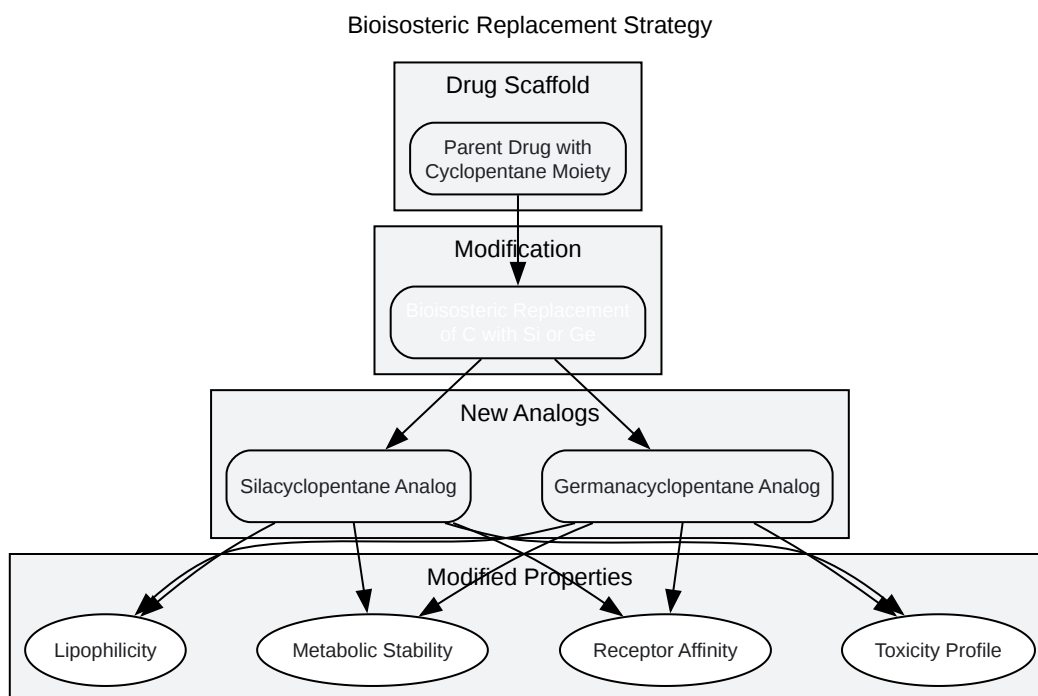 Bioisosteric Replacement Strategy
Drug Scaffold
Parent Drug with
Cyclopentane Moiety
Modification
Bioisosteric Replacement
of C with Si or Ge
New Analogs
Silacyclopentane Analog
Germanacyclopentane Analog
Modified Properties
Lipophilicity
Metabolic Stability
Receptor Affinity
Toxicity Profile